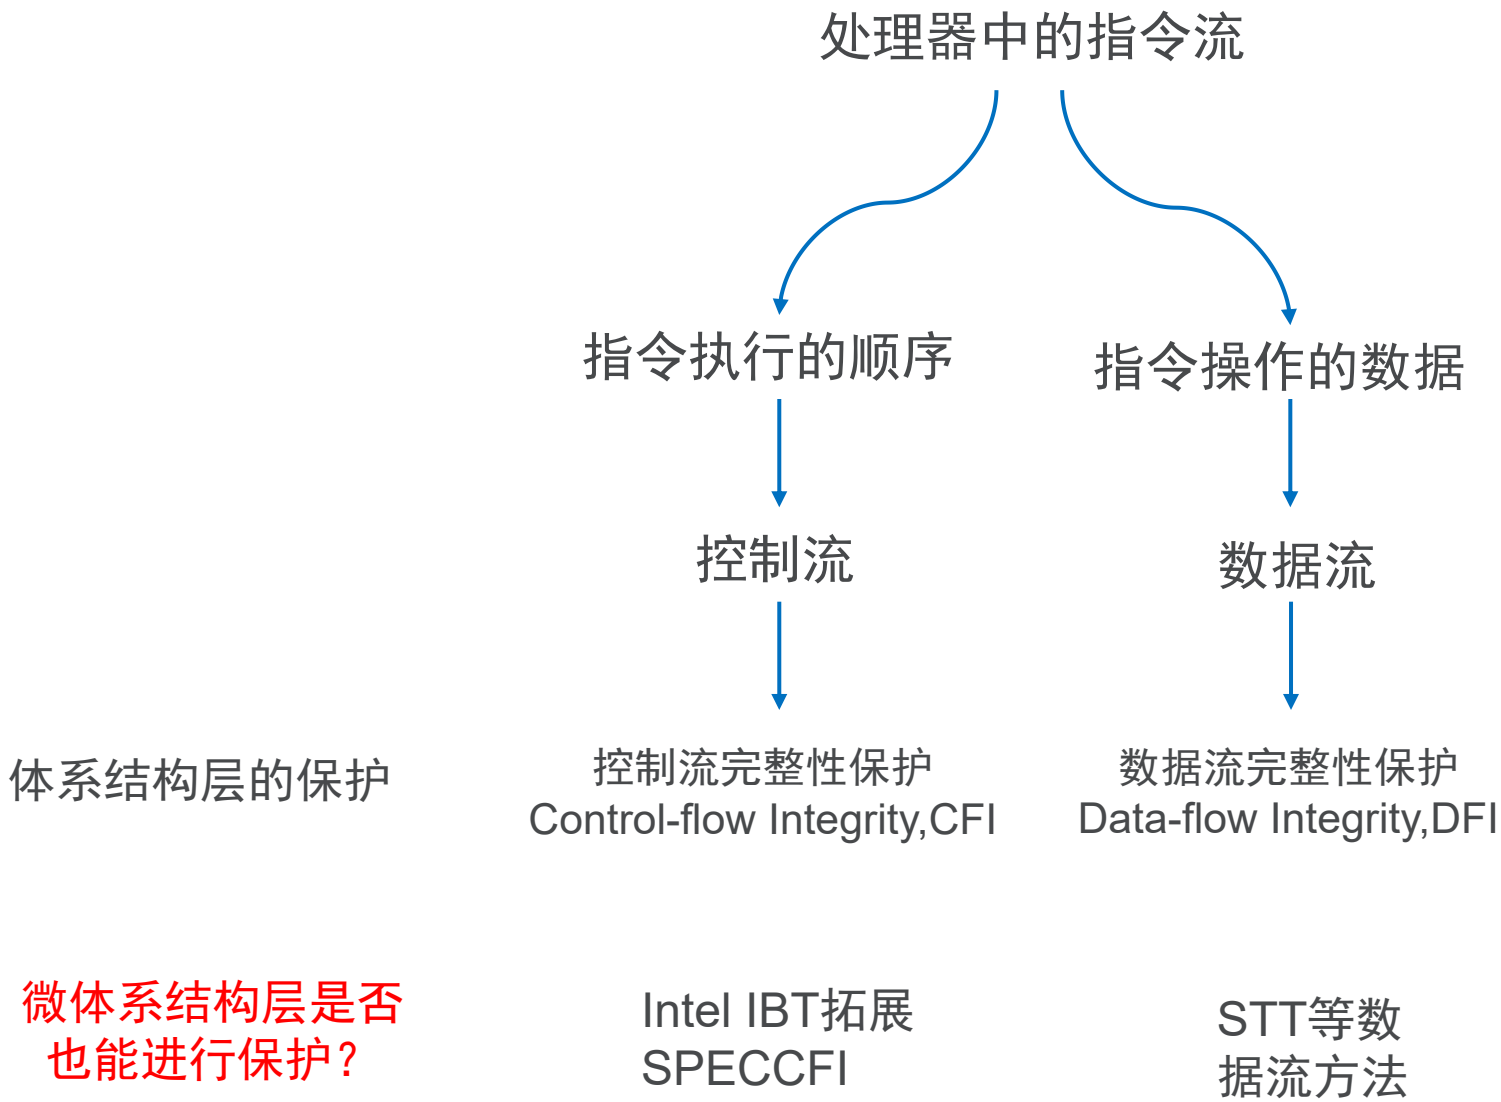 处理器中的指令流
指令执行的顺序
指令操作的数据
控制流
数据流
体系结构层的保护
控制流完整性保护
Control-flow Integrity,CFI
数据流完整性保护
Data-flow Integrity,DFI
微体系结构层是否
也能进行保护？
Intel IBT拓展
SPECCFI
STT等数
据流方法